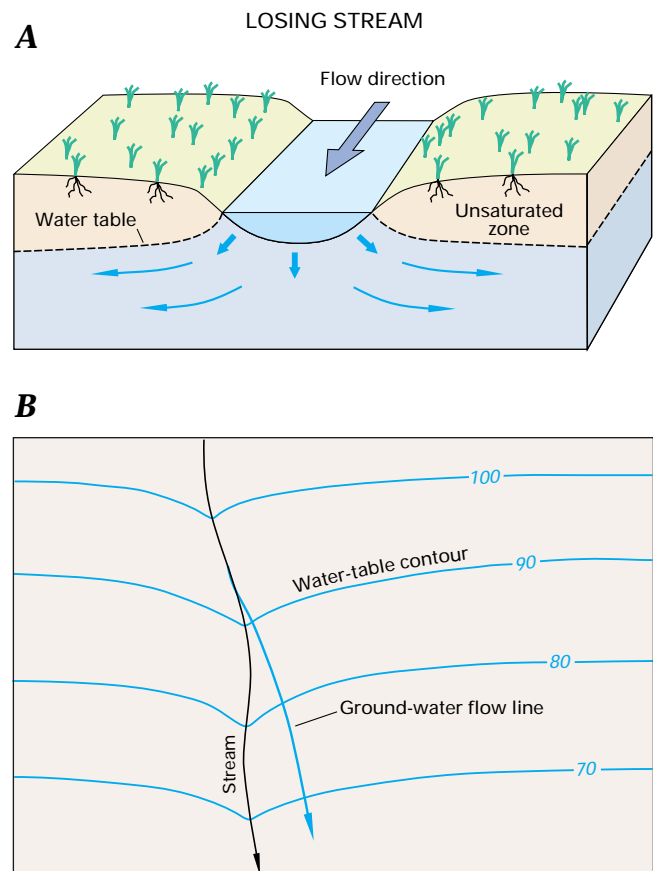 LOSING STREAM
A
Flow direction
Water table
Unsaturated
zone
B
100
Water-table contour
90
80
Ground-water flow line
Stream
70